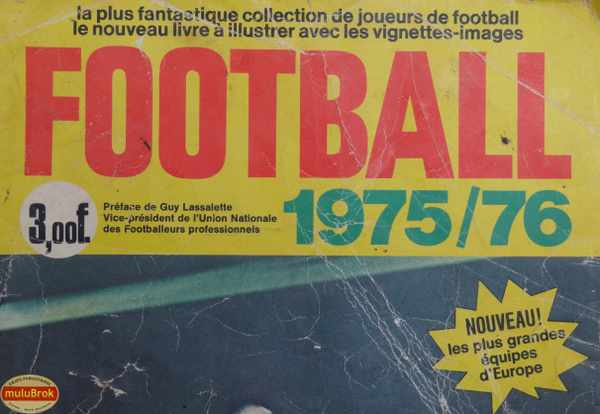 la plus fantastique collection de joueurs de football
le nouveau livre à illustrer avec les vignettes-images
FOOTBALL
1975/76
3,00f.
Préface de Guy Lassalette
Vice-président de l'Union Nationale
des Footballeurs professionnels
NOUVEAU!
les plus grandes
équipes
d'Europe
OBJETS PUBLICITAIRES
muluBrok